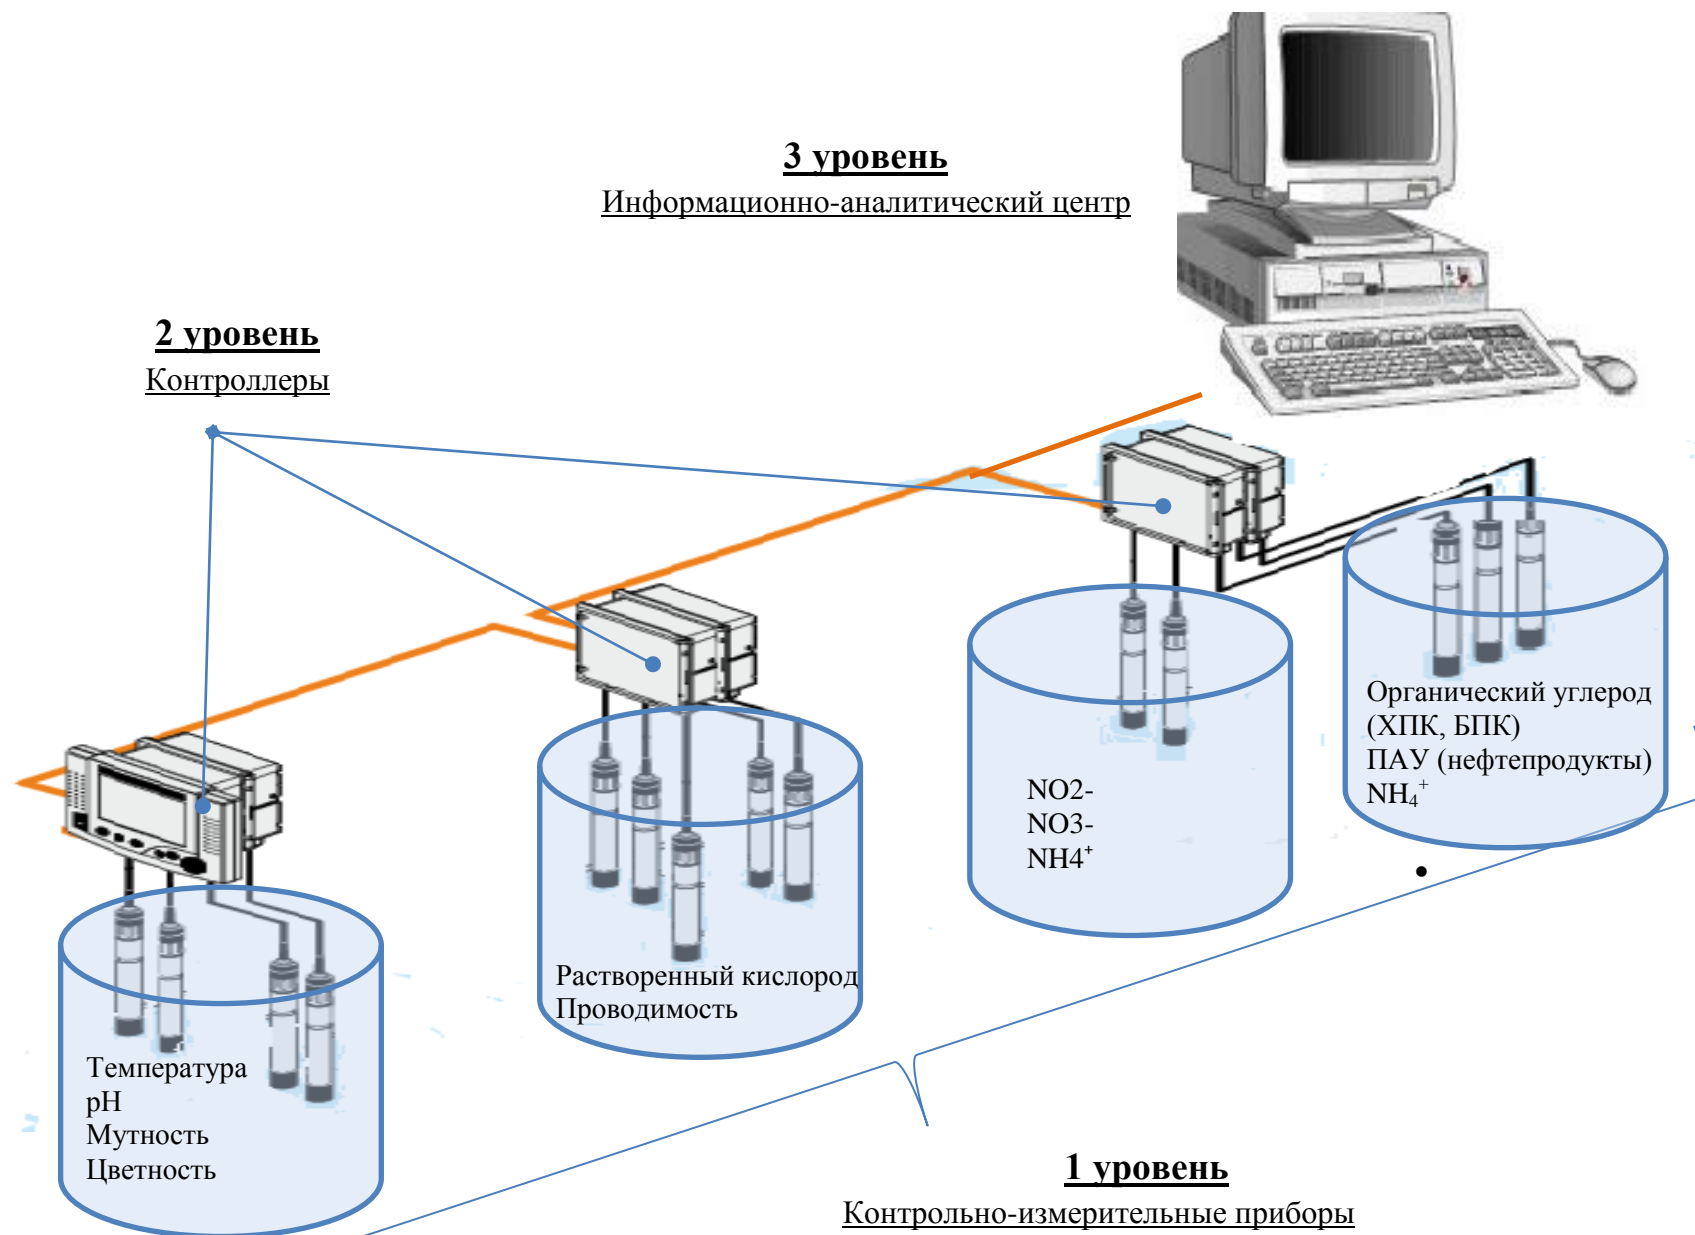 3 уровень
Информационно-аналитический центр
2 уровень
Контроллеры
Органический углерод
(ХПК, БПК)
ПАУ (нефтепродукты)
NH₄⁺
NO2-
NO3-
NH4⁺
Растворенный кислород
Проводимость
Температура
pH
Мутность
Цветность
1 уровень
Контрольно-измерительные приборы